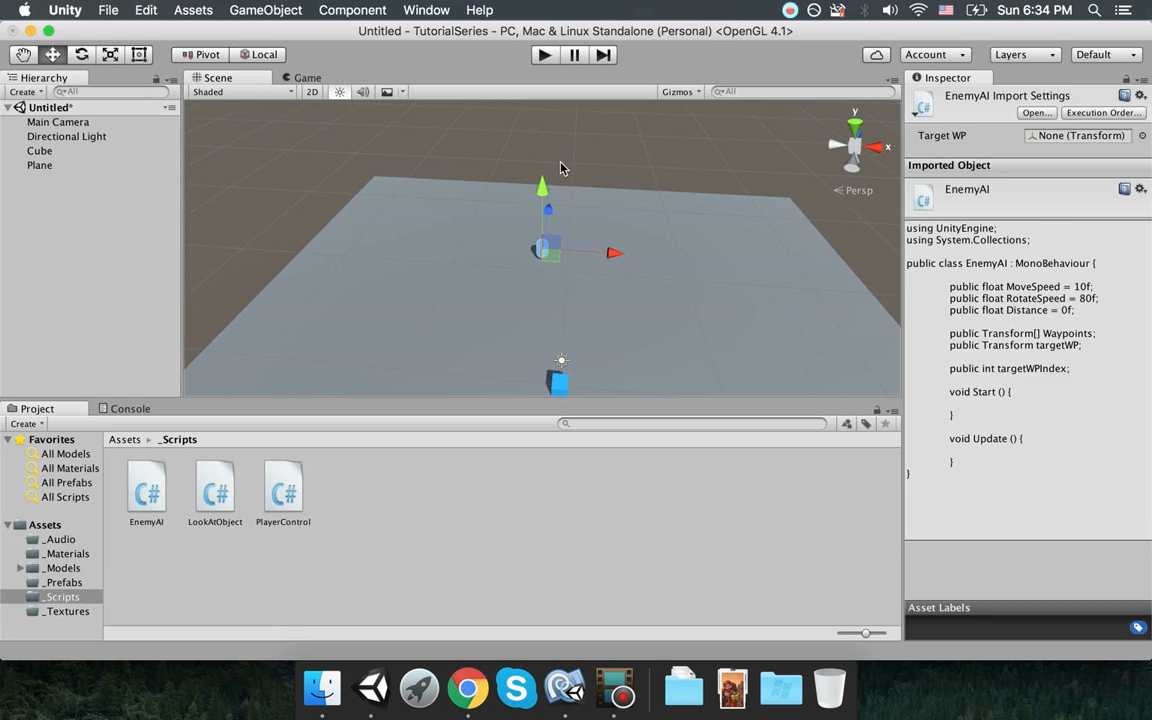 Unity File Edit Assets GameObject Component Window Help Sun 6:34 PM
Untitled - TutorialSeries - PC, Mac & Linux Standalone (Personal) <OpenGL 4.1>
Pivot Local Account Layers Default
Hierarchy Scene Game Inspector
Create All Shaded 2D Gizmos All
EnemyAI Import Settings
Open... Execution Order...
Untitled*
Main Camera
Directional Light
Cube
Plane
y
x
Persp
Target WP None (Transform)
Imported Object
EnemyAI
using UnityEngine;
using System.Collections;
public class EnemyAI : MonoBehaviour {
public float MoveSpeed = 10f;
public float RotateSpeed = 80f;
public float Distance = 0f;
public Transform[] Waypoints;
public Transform targetWP;
public int targetWPIndex;
void Start () {
}
void Update () {
}
}
Project Console
Create
Favorites
All Models
All Materials
All Prefabs
All Scripts
Assets
_Audio
_Materials
_Models
_Prefabs
_Scripts
_Textures
Assets _Scripts
C# C# C#
EnemyAI LookAtObject PlayerControl
Asset Labels